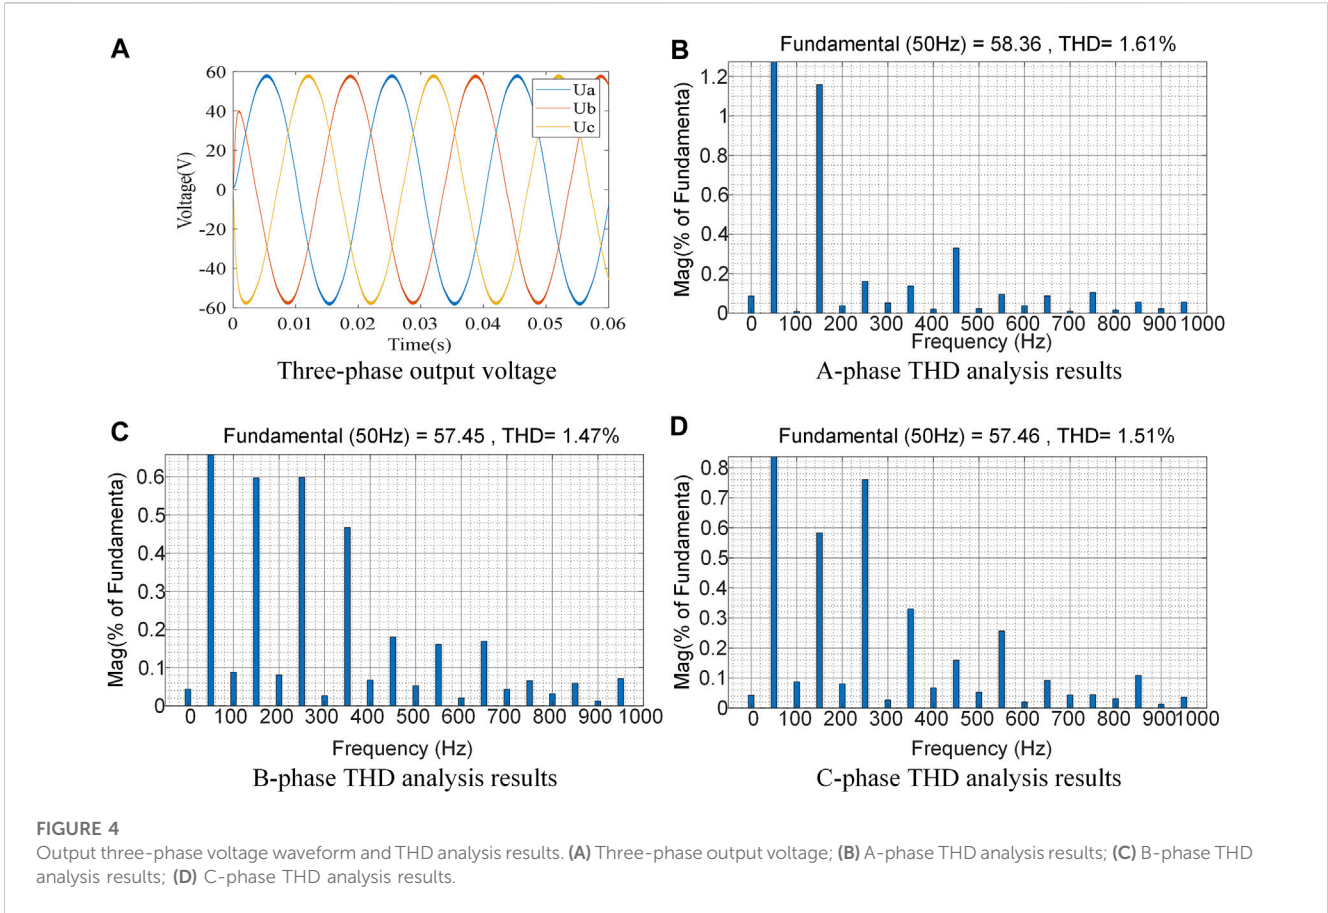 A
60
40
20
0
-20
-40
-60
Voltage(V)
Ua
Ub
Uc
0 0.01 0.02 0.03 0.04 0.05 0.06
Time(s)
Three-phase output voltage
B
Fundamental (50Hz) = 58.36 , THD= 1.61%
1.2
1
0.8
0.6
0.4
0.2
0
Mag(% of Fundamenta)
0 100 200 300 400 500 600 700 800 900 1000
Frequency (Hz)
A-phase THD analysis results
C
Fundamental (50Hz) = 57.45 , THD= 1.47%
0.6
0.5
0.4
0.3
0.2
0.1
0
Mag(% of Fundamenta)
0 100 200 300 400 500 600 700 800 900 1000
Frequency (Hz)
B-phase THD analysis results
D
Fundamental (50Hz) = 57.46 , THD= 1.51%
0.8
0.7
0.6
0.5
0.4
0.3
0.2
0.1
0
Mag(% of Fundamenta)
0 100 200 300 400 500 600 700 800 900 1000
Frequency (Hz)
C-phase THD analysis results
FIGURE 4
Output three-phase voltage waveform and THD analysis results. (A) Three-phase output voltage; (B) A-phase THD analysis results; (C) B-phase THD
analysis results; (D) C-phase THD analysis results.